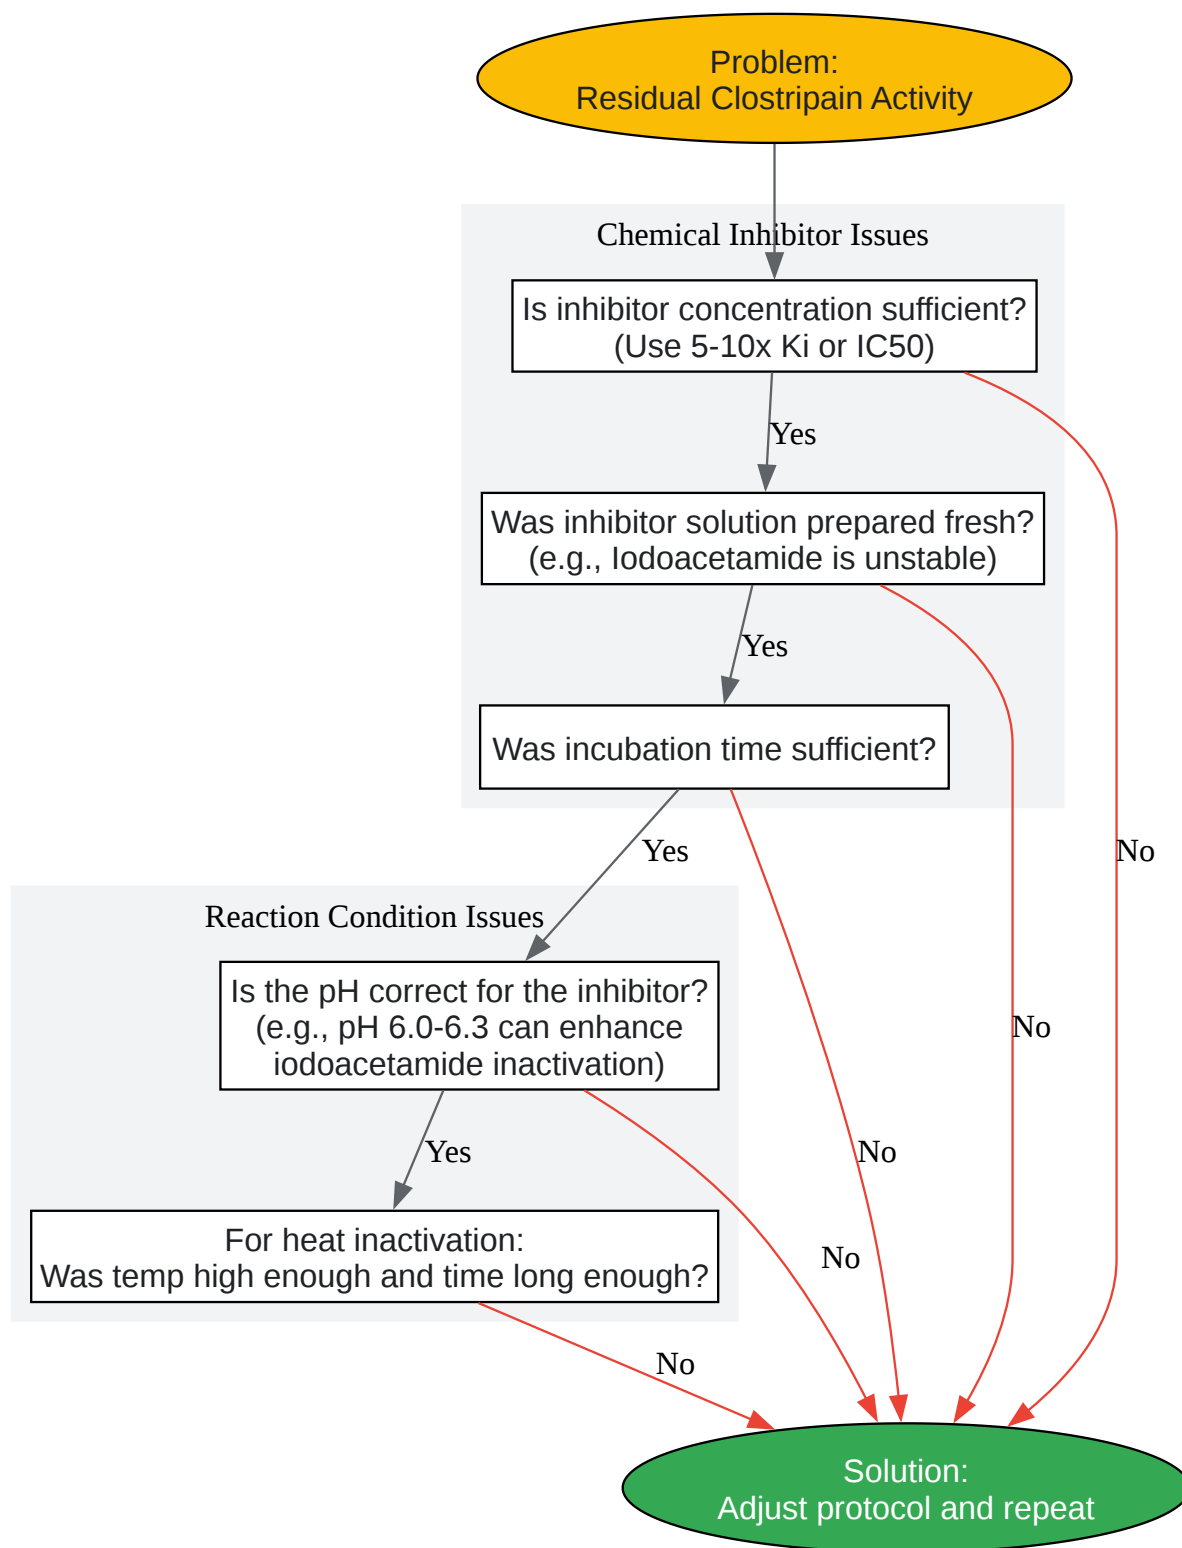 Problem:
Residual Clostripain Activity
Chemical Inhibitor Issues
Is inhibitor concentration sufficient?
(Use 5-10x Ki or IC50)
Yes
Was inhibitor solution prepared fresh?
(e.g., Iodoacetamide is unstable)
Yes
Was incubation time sufficient?
Yes
No
Reaction Condition Issues
Is the pH correct for the inhibitor?
(e.g., pH 6.0-6.3 can enhance
iodoacetamide inactivation)
No
Yes
No
For heat inactivation:
Was temp high enough and time long enough?
No
No
Solution:
Adjust protocol and repeat